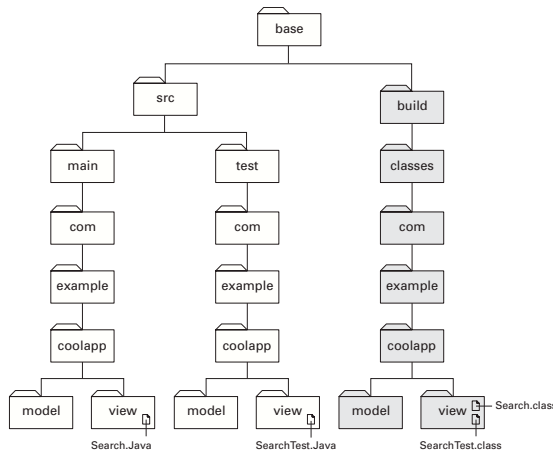 base
src
build
main
test
classes
com
com
com
example
example
example
coolapp
coolapp
coolapp
model
view
model
view
model
view
Search.class
Search.Java
SearchTest.Java
SearchTest.class